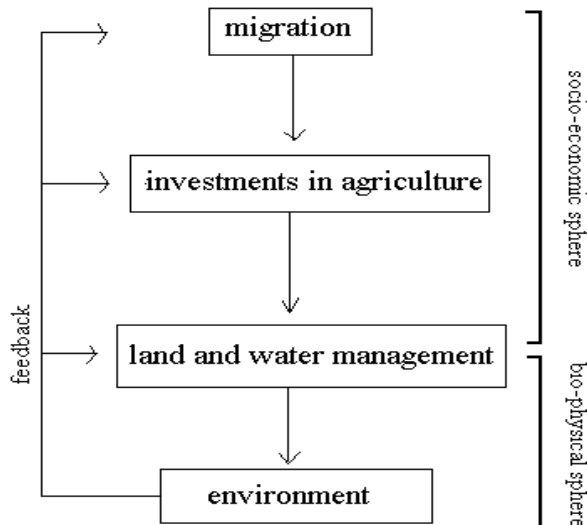 migration
investments in agriculture
land and water management
environment
feedback
socio-economic sphere
bio-physical sphere